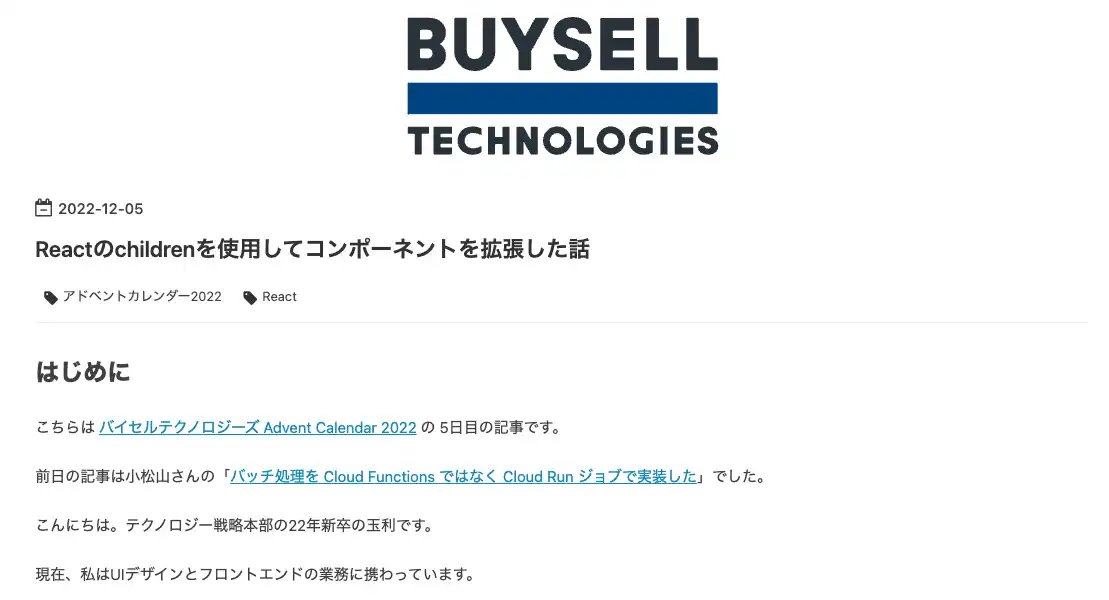 BUYSELL
TECHNOLOGIES
2022-12-05
Reactのchildrenを使用してコンポーネントを拡張した話
アドベントカレンダー2022 React
はじめに
こちらは バイセルテクノロジーズ Advent Calendar 2022 の 5日目の記事です。
前日の記事は小松山さんの「バッチ処理を Cloud Functions ではなく Cloud Run ジョブで実装した」でした。
こんにちは。テクノロジー戦略本部の22年新卒の玉利です。
現在、私はUIデザインとフロントエンドの業務に携わっています。